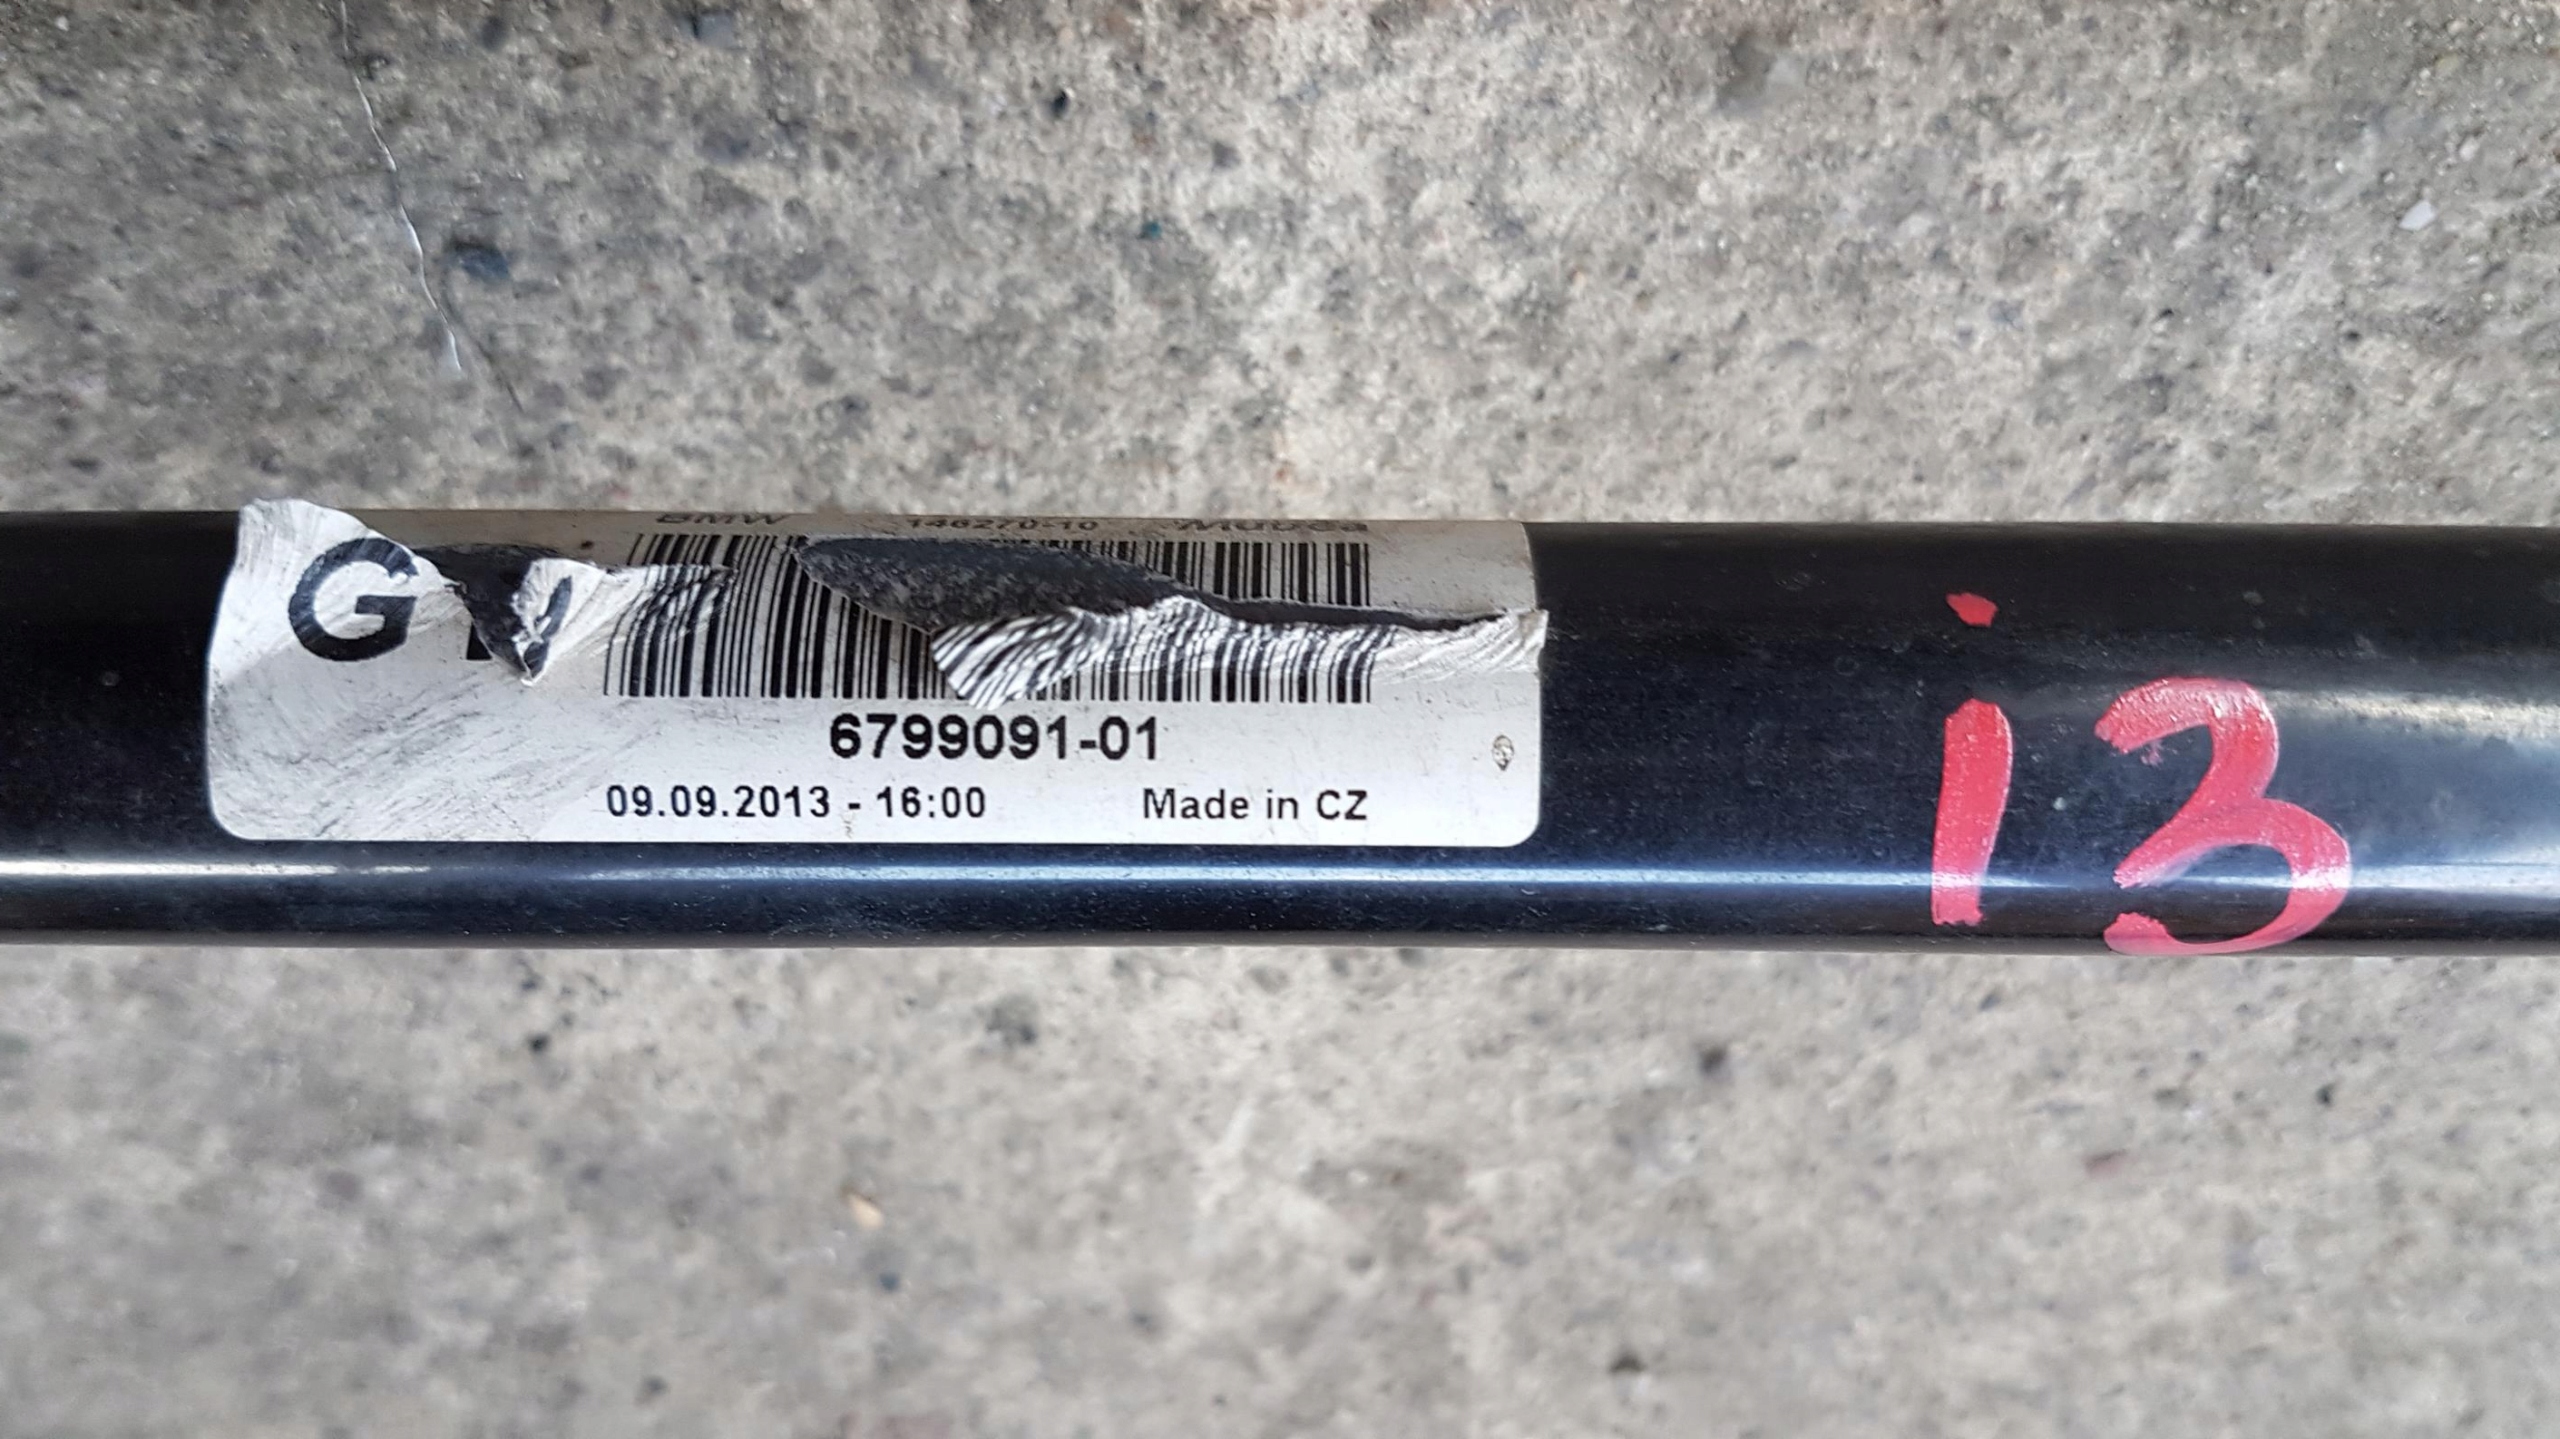 BMW 146270-10 Mubea
G
6799091-01
09.09.2013 - 16:00 Made in CZ
i3